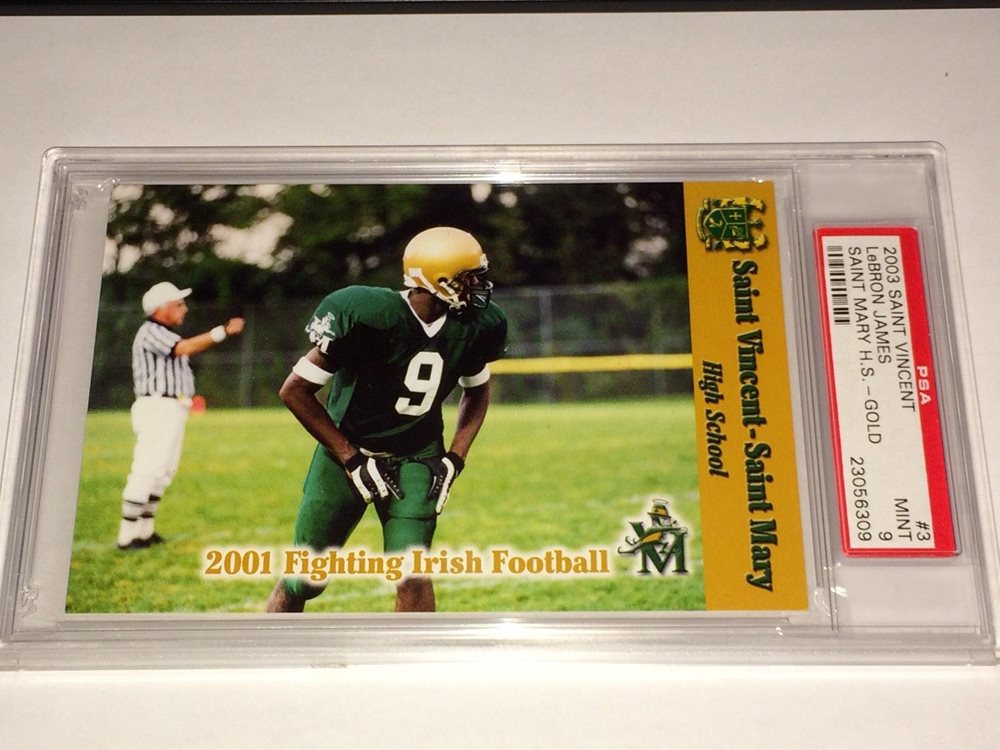 Saint Vincent-Saint Mary
High School
9
2001 Fighting Irish Football
VM
PSA
2003 SAINT VINCENT #3
LeBRON JAMES MINT 9
SAINT MARY H.S.-GOLD 23056309